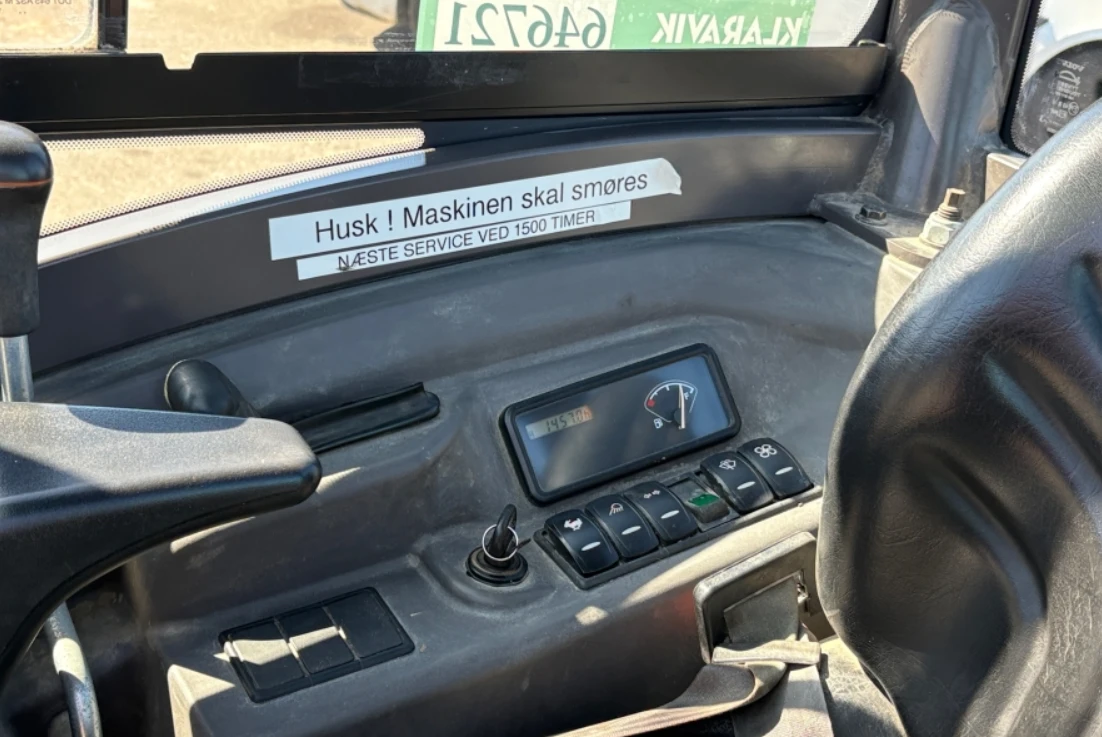 646721 KLARAVIK
Husk ! Maskinen skal smøres
NÆSTE SERVICE VED 1500 TIMER